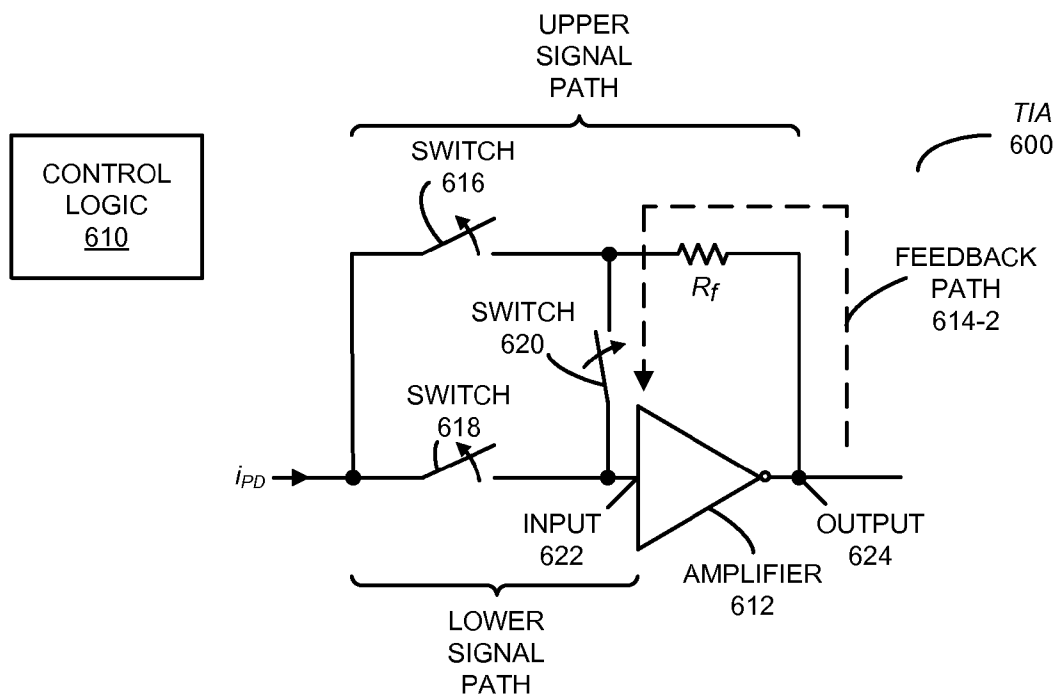 UPPER
SIGNAL
PATH
TIA
600
CONTROL
LOGIC
610
SWITCH
616
FEEDBACK
PATH
614-2
Rf
SWITCH
620
SWITCH
618
iPD
INPUT
622
OUTPUT
624
AMPLIFIER
612
LOWER
SIGNAL
PATH